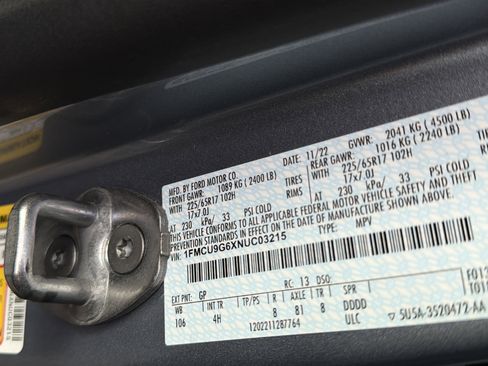 MFD. BY FORD MOTOR CO.
11/22 GVWR: 2041 KG ( 4500 LB)
FRONT GAWR: 1089 KG ( 2400 LB) REAR GAWR: 1016 KG ( 2240 LB)
WITH 225/65R17 102H TIRES WITH 225/65R17 102H TIRES
17x7.0J RIMS 17x7.0J RIMS
AT 230 kPa/ 33 PSI COLD AT 230 kPa/ 33 PSI COLD
THIS VEHICLE CONFORMS TO ALL APPLICABLE FEDERAL MOTOR VEHICLE SAFETY AND THEFT
PREVENTION STANDARDS IN EFFECT ON THE DATE OF MANUFACTURE SHOWN ABOVE.
VIN: 1FMCU9G6XNUC03215 TYPE: MPV
EXT PNT: GP RC: 13 DSO:
WB TP/PS R AXLE TR SPR
106 4H 8 81 8 DDDD
1202211287764 ULC
5U5A-3520472-AA